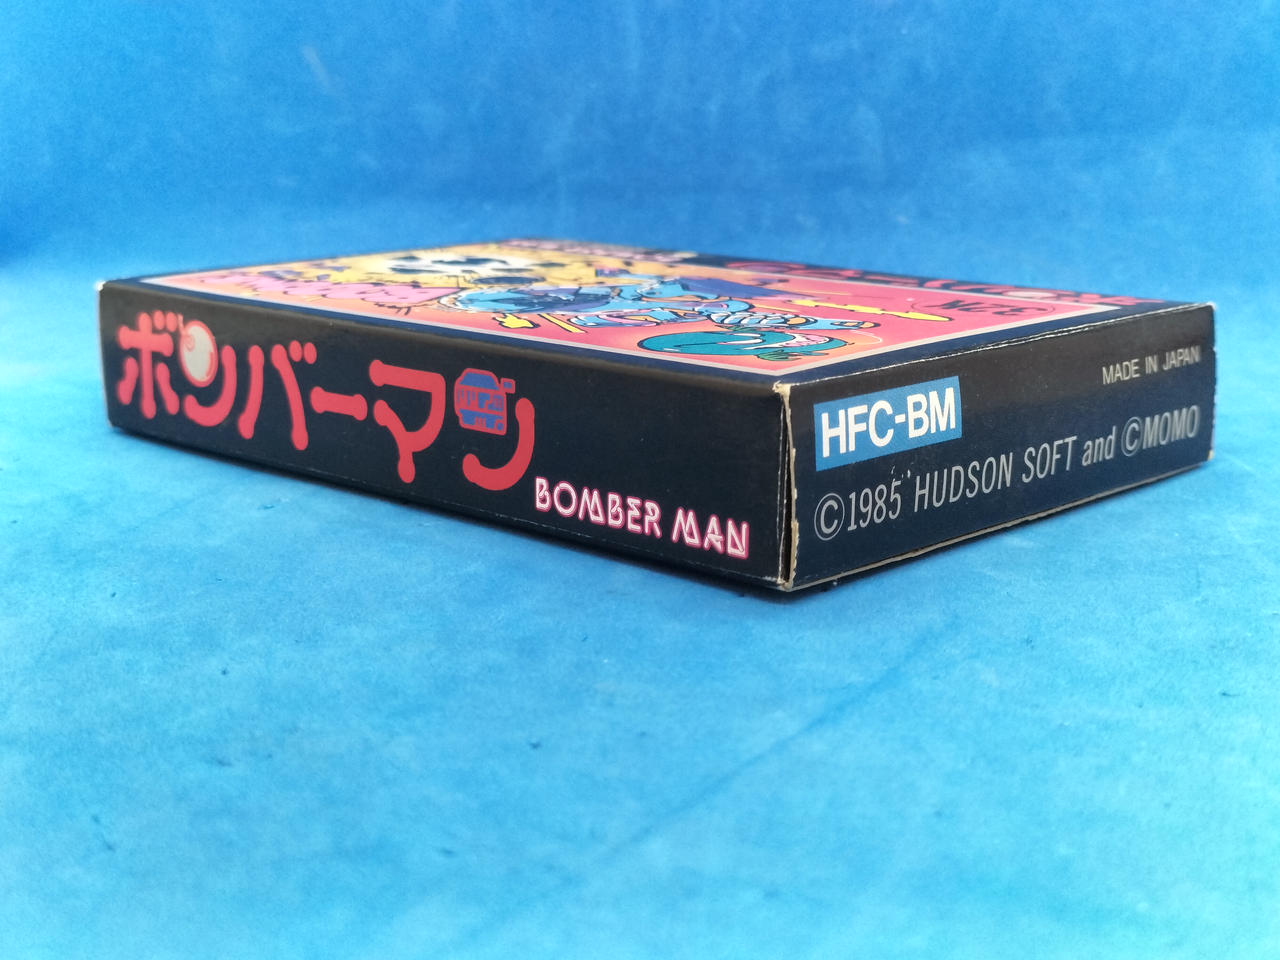 ボンバーマン
BOMBER MAN
HFC-BM
MADE IN JAPAN
©1985 HUDSON SOFT and ©MOMO